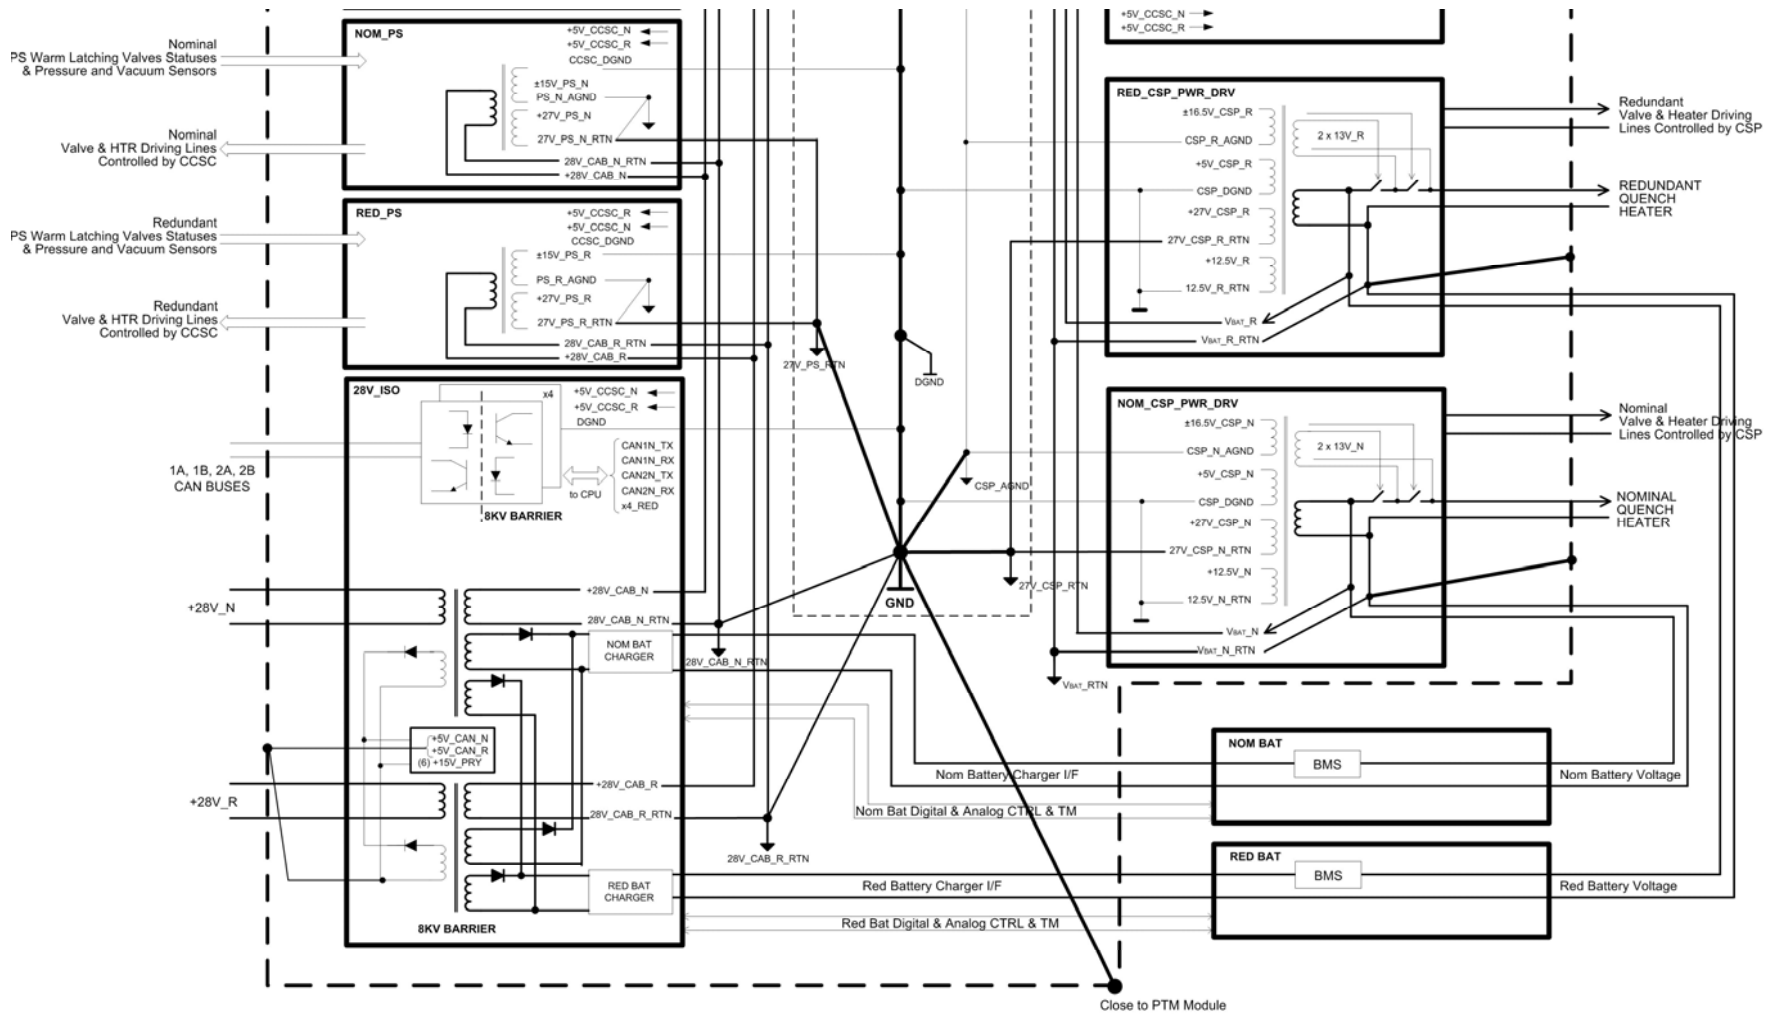 +5V_CCSC_N
+5V_CCSC_R
NOM_PS
+5V_CCSC_N
+5V_CCSC_R
CCSC_DGND
±15V_PS_N
PS_N_AGND
+27V_PS_N
27V_PS_N_RTN
28V_CAB_N_RTN
+28V_CAB_N
Nominal
PS Warm Latching Valves Statuses
& Pressure and Vacuum Sensors
Nominal
Valve & HTR Driving Lines
Controlled by CCSC
RED_PS
+5V_CCSC_R
+5V_CCSC_N
CCSC_DGND
±15V_PS_R
PS_R_AGND
+27V_PS_R
27V_PS_R_RTN
28V_CAB_R_RTN
+28V_CAB_R
Redundant
PS Warm Latching Valves Statuses
& Pressure and Vacuum Sensors
Redundant
Valve & HTR Driving Lines
Controlled by CCSC
27V_PS_RTN
DGND
RED_CSP_PWR_DRV
±16.5V_CSP_R
CSP_R_AGND
+5V_CSP_R
CSP_DGND
+27V_CSP_R
27V_CSP_R_RTN
+12.5V_R
12.5V_R_RTN
2 x 13V_R
VBAT_R
VBAT_R_RTN
Redundant
Valve & Heater Driving
Lines Controlled by CSP
REDUNDANT
QUENCH
HEATER
28V_ISO
x4
+5V_CCSC_N
+5V_CCSC_R
DGND
CAN1N_TX
CAN1N_RX
CAN2N_TX
CAN2N_RX
x4_RED
to CPU
8KV BARRIER
1A, 1B, 2A, 2B
CAN BUSES
CSP_AGND
27V_CSP_RTN
GND
NOM_CSP_PWR_DRV
±16.5V_CSP_N
CSP_N_AGND
+5V_CSP_N
CSP_DGND
+27V_CSP_N
27V_CSP_N_RTN
+12.5V_N
12.5V_N_RTN
2 x 13V_N
VBAT_N
VBAT_N_RTN
VBAT_RTN
Nominal
Valve & Heater Driving
Lines Controlled by CSP
NOMINAL
QUENCH
HEATER
+28V_N
+28V_CAB_N
28V_CAB_N_RTN
NOM BAT
CHARGER
28V_CAB_N_RTN
+5V_CAN_N
+5V_CAN_R
(6) +15V_PRY
+28V_R
+28V_CAB_R
28V_CAB_R_RTN
28V_CAB_R_RTN
RED BAT
CHARGER
8KV BARRIER
NOM BAT
BMS
Nom Battery Charger I/F
Nom Battery Voltage
Nom Bat Digital & Analog CTRL & TM
RED BAT
BMS
Red Battery Charger I/F
Red Battery Voltage
Red Bat Digital & Analog CTRL & TM
Close to PTM Module